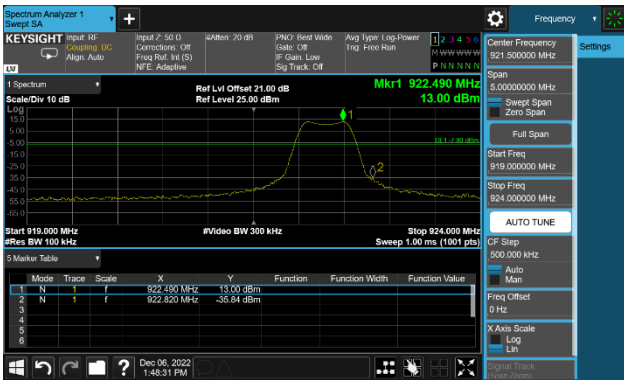 Spectrum Analyzer 1
Swept SA
Frequency
KEYSIGHT
Input: RF
Coupling: DC
Align: Auto
Input Z: 50 Ω
Corrections: Off
Freq Ref: Int (S)
NFE: Adaptive
#Atten: 20 dB
PNO: Best Wide
Gate: Off
IF Gain: Low
Sig Track: Off
Avg Type: Log-Power
Trig: Free Run
1 2 3 4 5 6
M W W W W W
P N N N N N
LXI
1 Spectrum
Scale/Div 10 dB
Ref Lvl Offset 21.00 dB
Ref Level 25.00 dBm
Mkr1 922.490 MHz
13.00 dBm
Log
15.0
5.00
-5.00
-15.0
-25.0
-35.0
-45.0
-55.0
-65.0
1
DL1 -7.00 dBm
2
Start 919.000 MHz
#Res BW 100 kHz
#Video BW 300 kHz
Stop 924.000 MHz
Sweep 1.00 ms (1001 pts)
5 Marker Table
Mode Trace Scale X Y Function Function Width Function Value
1 N 1 f 922.490 MHz 13.00 dBm
2 N 1 f 922.820 MHz -35.84 dBm
3
4
5
6
Dec 06, 2022
1:48:31 PM
Center Frequency
921.500000 MHz
Settings
Span
5.00000000 MHz
Swept Span
Zero Span
Full Span
Start Freq
919.000000 MHz
Stop Freq
924.000000 MHz
AUTO TUNE
CF Step
500.000 kHz
Auto
Man
Freq Offset
0 Hz
X Axis Scale
Log
Lin
Signal Track
(Span Zoom)